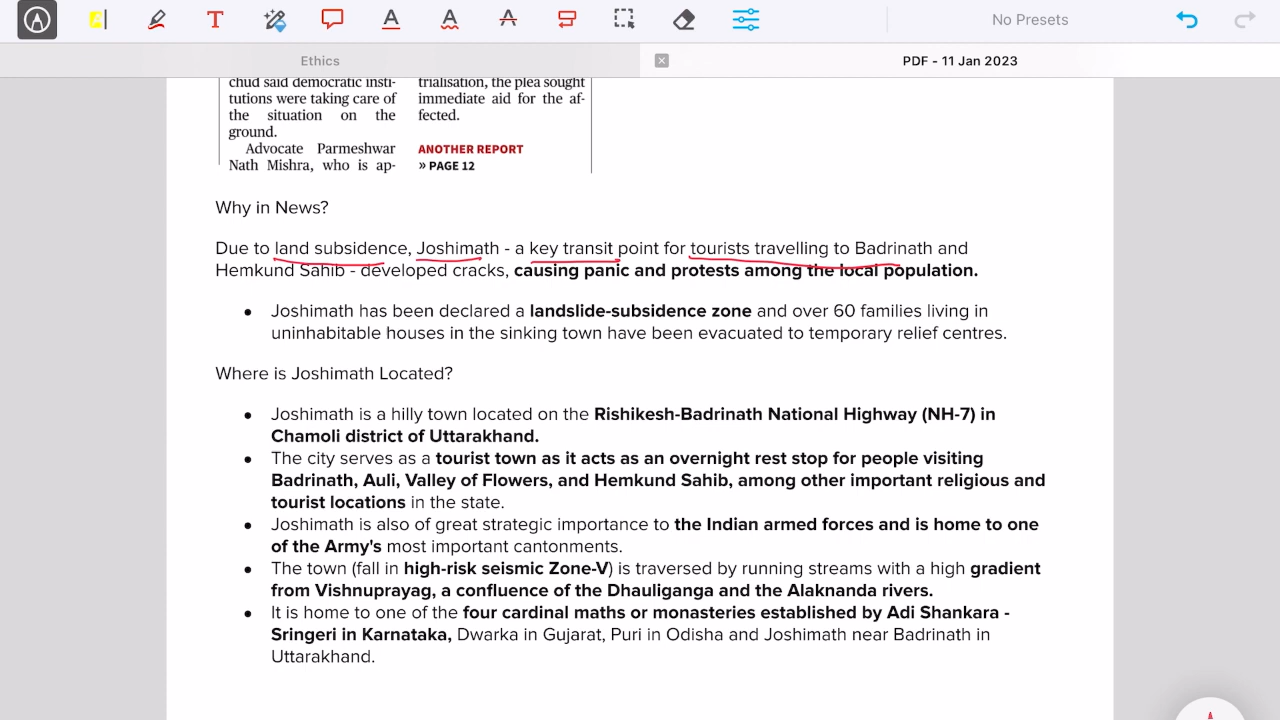 T
A
A
A
No Presets
Ethics
PDF - 11 Jan 2023
chud said democratic insti-
tutions were taking care of
the situation on the
ground.
Advocate Parmeshwar
Nath Mishra, who is ap-
trialisation, the plea sought
immediate aid for the af-
fected.
ANOTHER REPORT
» PAGE 12
Why in News?
Due to land subsidence, Joshimath - a key transit point for tourists travelling to Badrinath and
Hemkund Sahib - developed cracks, causing panic and protests among the local population.
● Joshimath has been declared a landslide-subsidence zone and over 60 families living in
uninhabitable houses in the sinking town have been evacuated to temporary relief centres.
Where is Joshimath Located?
● Joshimath is a hilly town located on the Rishikesh-Badrinath National Highway (NH-7) in
Chamoli district of Uttarakhand.
● The city serves as a tourist town as it acts as an overnight rest stop for people visiting
Badrinath, Auli, Valley of Flowers, and Hemkund Sahib, among other important religious and
tourist locations in the state.
● Joshimath is also of great strategic importance to the Indian armed forces and is home to one
of the Army's most important cantonments.
● The town (fall in high-risk seismic Zone-V) is traversed by running streams with a high gradient
from Vishnuprayag, a confluence of the Dhauliganga and the Alaknanda rivers.
● It is home to one of the four cardinal maths or monasteries established by Adi Shankara -
Sringeri in Karnataka, Dwarka in Gujarat, Puri in Odisha and Joshimath near Badrinath in
Uttarakhand.